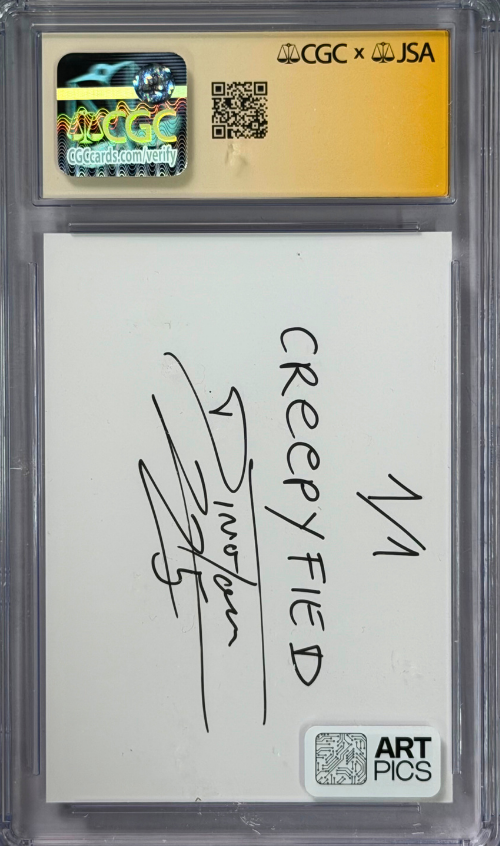 CGC x JSA
CGC
CGCcards.com/verify
1/1
CREEPYFIED
ART
PICS